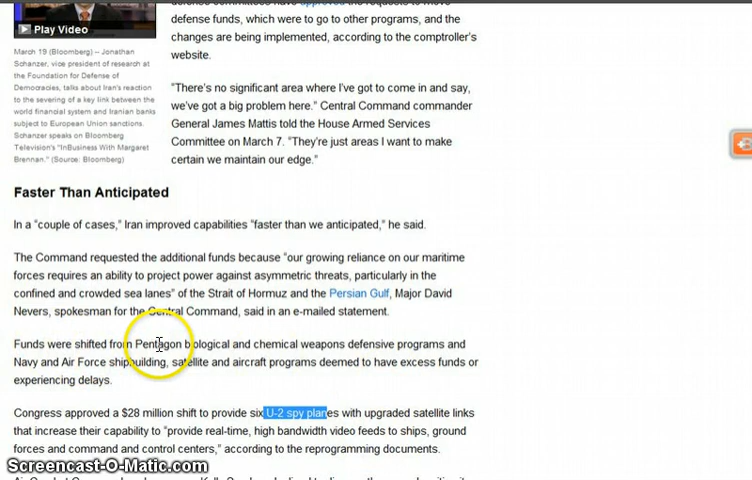 Play Video
March 19 (Bloomberg) -- Jonathan
Schanzer, vice president of research at
the Foundation for Defense of
Democracies, talks about Iran's reaction
to the severing of a key link between the
world financial system and Iranian banks
subject to European Union sanctions.
Schanzer speaks on Bloomberg
Television's "InBusiness With Margaret
Brennan." (Source: Bloomberg)
defense committees have approved the requests to move
defense funds, which were to go to other programs, and the
changes are being implemented, according to the comptroller's
website.
"There's no significant area where I've got to come in and say,
we've got a big problem here." Central Command commander
General James Mattis told the House Armed Services
Committee on March 7. "They're just areas I want to make
certain we maintain our edge."
Faster Than Anticipated
In a "couple of cases," Iran improved capabilities "faster than we anticipated," he said.
The Command requested the additional funds because "our growing reliance on our maritime
forces requires an ability to project power against asymmetric threats, particularly in the
confined and crowded sea lanes" of the Strait of Hormuz and the Persian Gulf, Major David
Nevers, spokesman for the Central Command, said in an e-mailed statement.
Funds were shifted from Pentagon biological and chemical weapons defensive programs and
Navy and Air Force shipbuilding, satellite and aircraft programs deemed to have excess funds or
experiencing delays.
Congress approved a $28 million shift to provide six U-2 spy planes with upgraded satellite links
that increase their capability to "provide real-time, high bandwidth video feeds to ships, ground
forces and command and control centers," according to the reprogramming documents.
Screencast-O-Matic.com